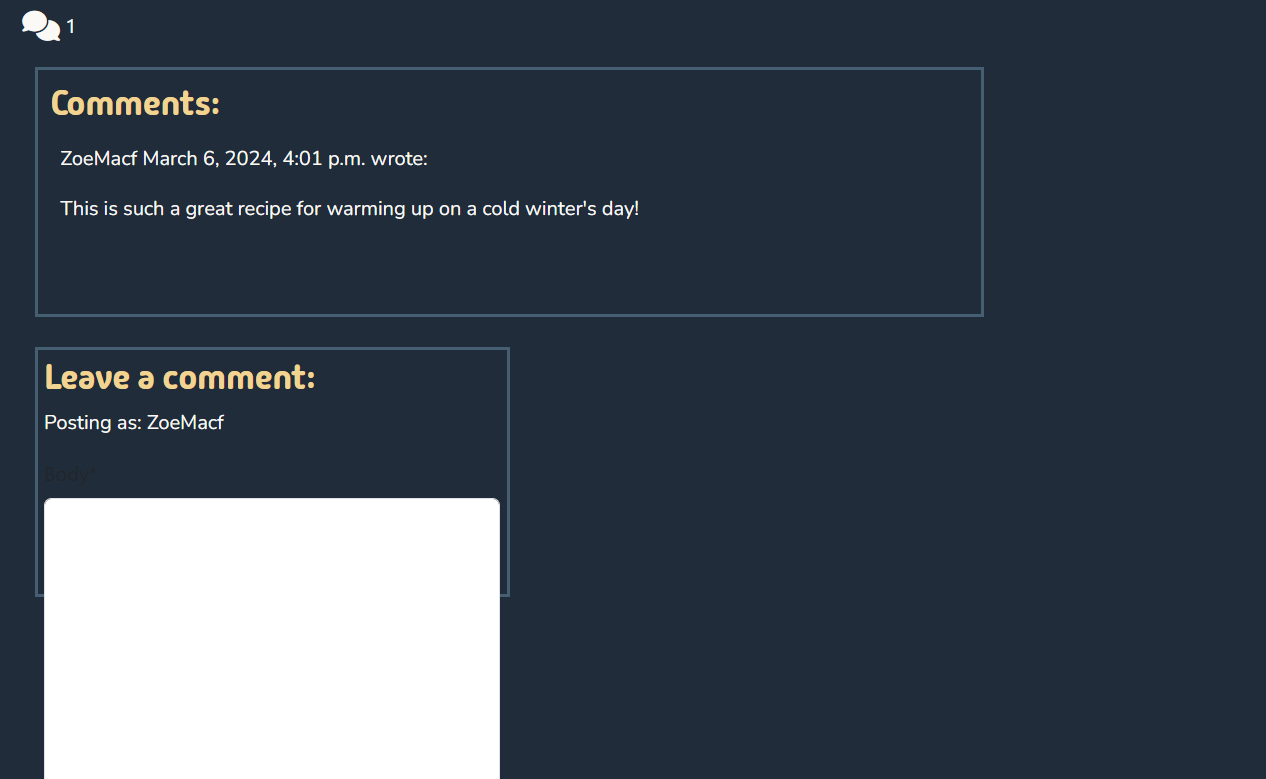 1
Comments:
ZoeMacf March 6, 2024, 4:01 p.m. wrote:
This is such a great recipe for warming up on a cold winter's day!
Leave a comment:
Posting as: ZoeMacf
Body*